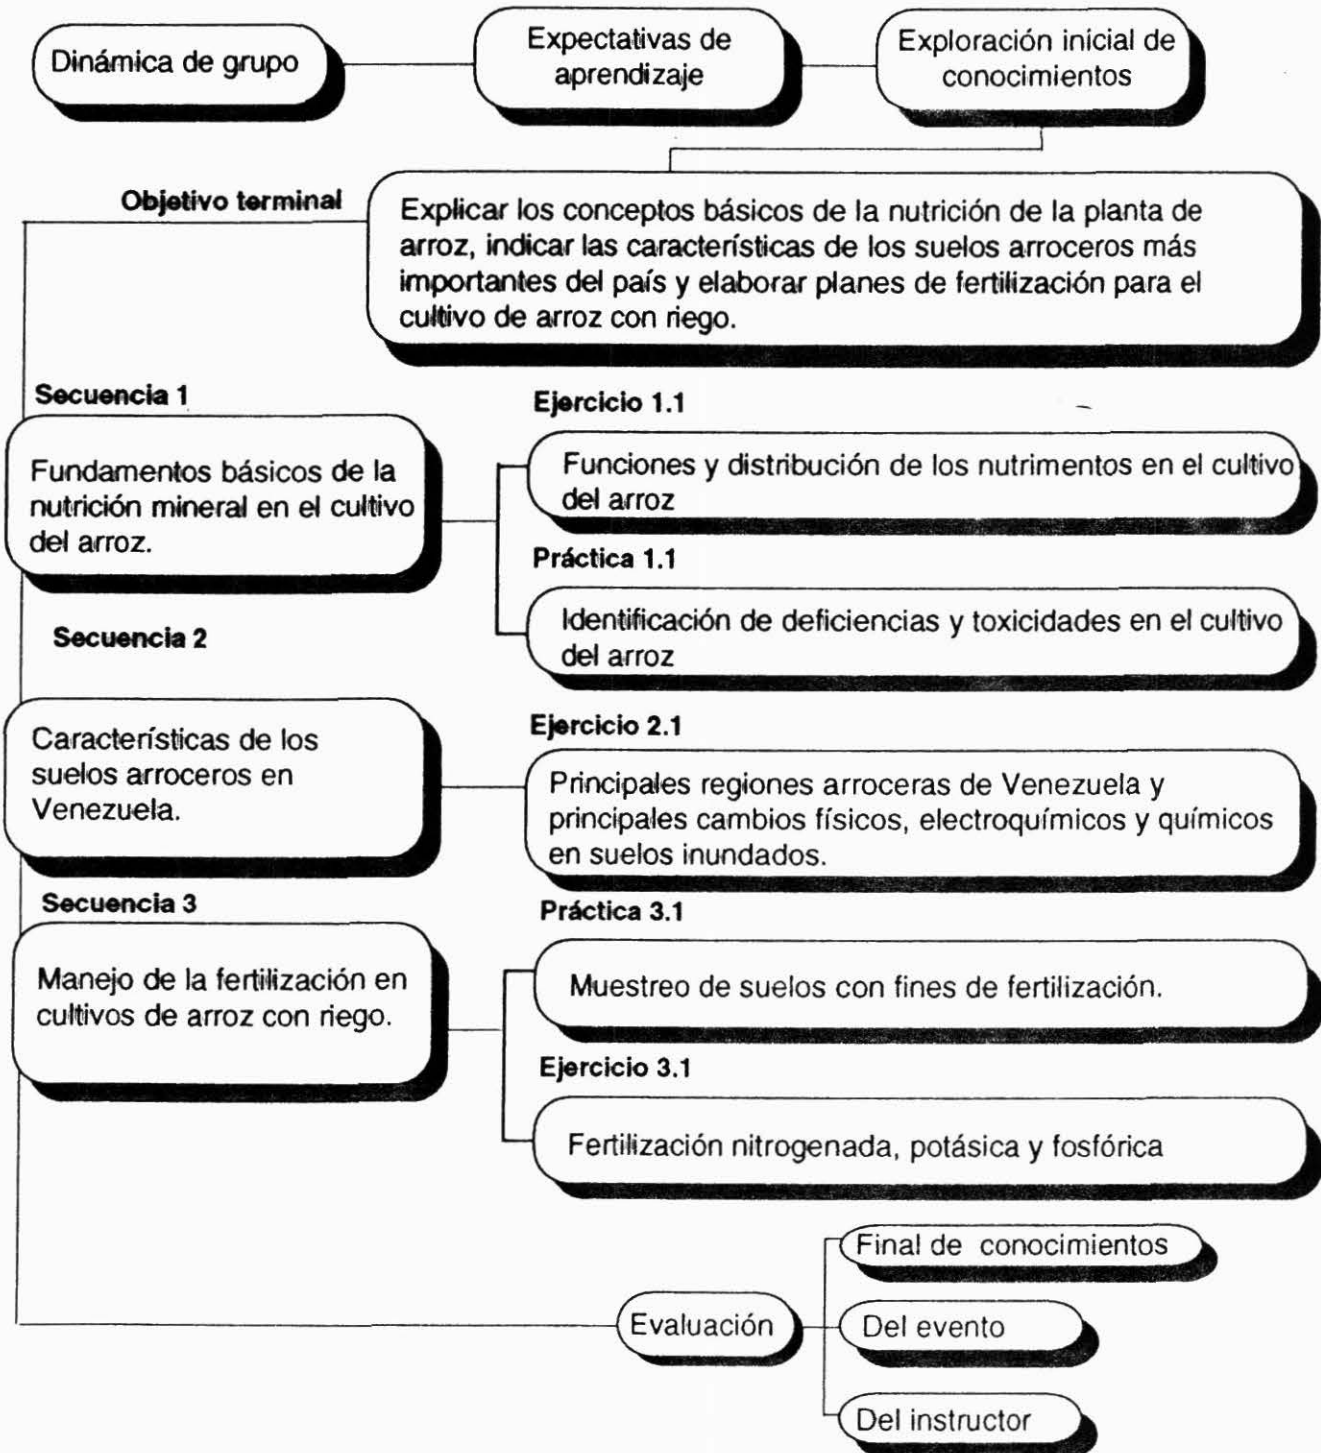 Dinámica de grupo
Expectativas de
aprendizaje
Exploración inicial de
conocimientos
Objetivo terminal
Explicar los conceptos básicos de la nutrición de la planta de
arroz, indicar las características de los suelos arroceros más
importantes del país y elaborar planes de fertilización para el
cultivo de arroz con riego.
Secuencia 1
Fundamentos básicos de la
nutrición mineral en el cultivo
del arroz.
Ejercicio 1.1
Funciones y distribución de los nutrimentos en el cultivo
del arroz
Práctica 1.1
Identificación de deficiencias y toxicidades en el cultivo
del arroz
Secuencia 2
Características de los
suelos arroceros en
Venezuela.
Ejercicio 2.1
Principales regiones arroceras de Venezuela y
principales cambios físicos, electroquímicos y químicos
en suelos inundados.
Secuencia 3
Manejo de la fertilización en
cultivos de arroz con riego.
Práctica 3.1
Muestreo de suelos con fines de fertilización.
Ejercicio 3.1
Fertilización nitrogenada, potásica y fosfórica
Evaluación
Final de conocimientos
Del evento
Del instructor